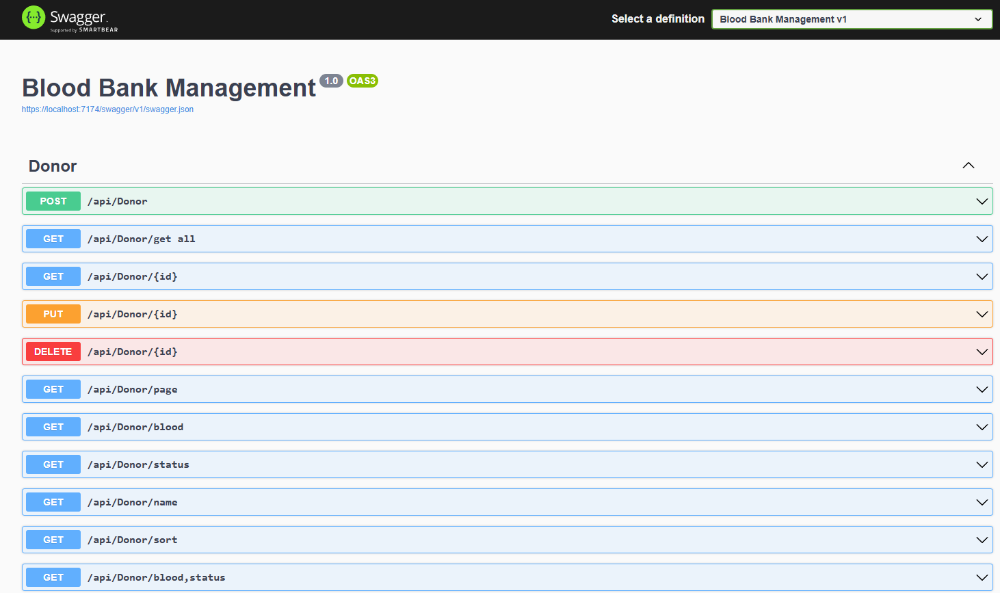 {···} Swagger™
Supported by SMARTBEAR
Select a definition
Blood Bank Management v1
Blood Bank Management 1.0 OAS3
https://localhost:7174/swagger/v1/swagger.json
Donor
POST /api/Donor
GET /api/Donor/get all
GET /api/Donor/{id}
PUT /api/Donor/{id}
DELETE /api/Donor/{id}
GET /api/Donor/page
GET /api/Donor/blood
GET /api/Donor/status
GET /api/Donor/name
GET /api/Donor/sort
GET /api/Donor/blood,status